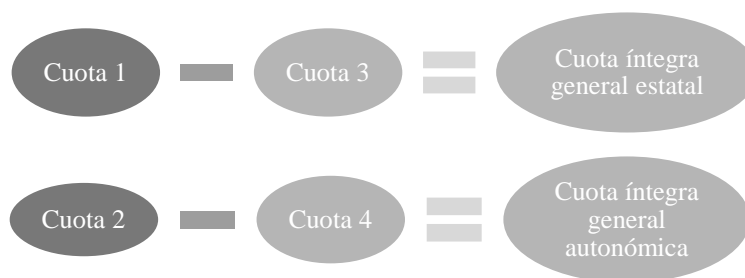 Cuota 1
Cuota 3
Cuota íntegra
general estatal
Cuota 2
Cuota 4
Cuota íntegra
general
autonómica